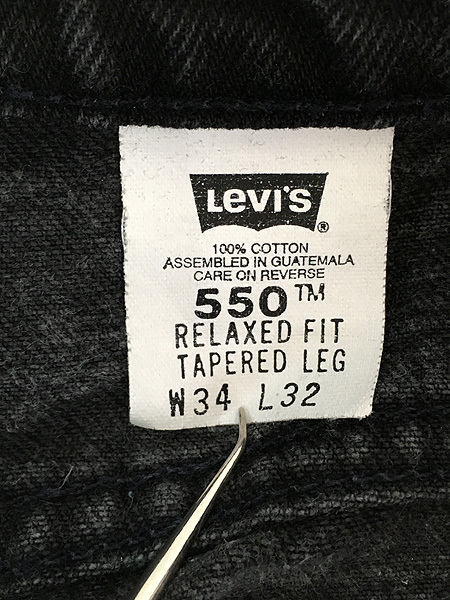 Levi's ®
100% COTTON
ASSEMBLED IN GUATEMALA
CARE ON REVERSE
550™
RELAXED FIT
TAPERED LEG
W34 L32